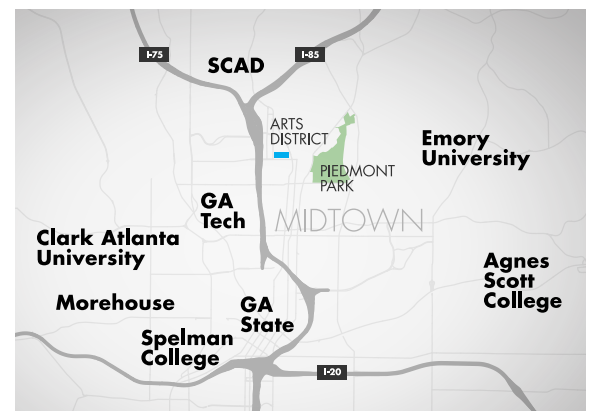 I-75
I-85
SCAD
ARTS
DISTRICT
Emory
University
PIEDMONT
PARK
GA
Tech
MIDTOWN
Clark Atlanta
University
Agnes
Scott
College
Morehouse
GA
State
Spelman
College
I-20